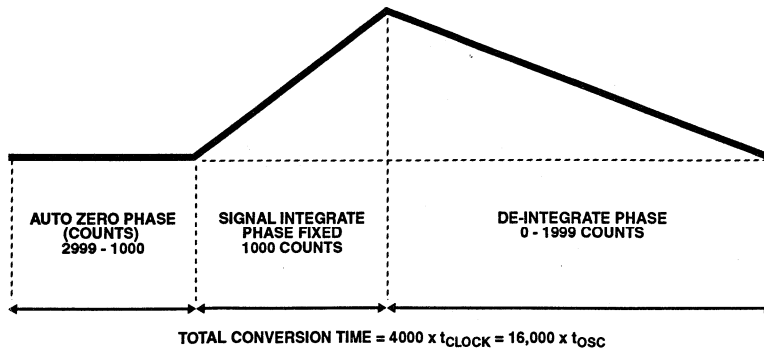 AUTO ZERO PHASE
(COUNTS)
2999 - 1000
SIGNAL INTEGRATE
PHASE FIXED
1000 COUNTS
DE-INTEGRATE PHASE
0 - 1999 COUNTS
TOTAL CONVERSION TIME = 4000 x tCLOCK = 16,000 x tOSC